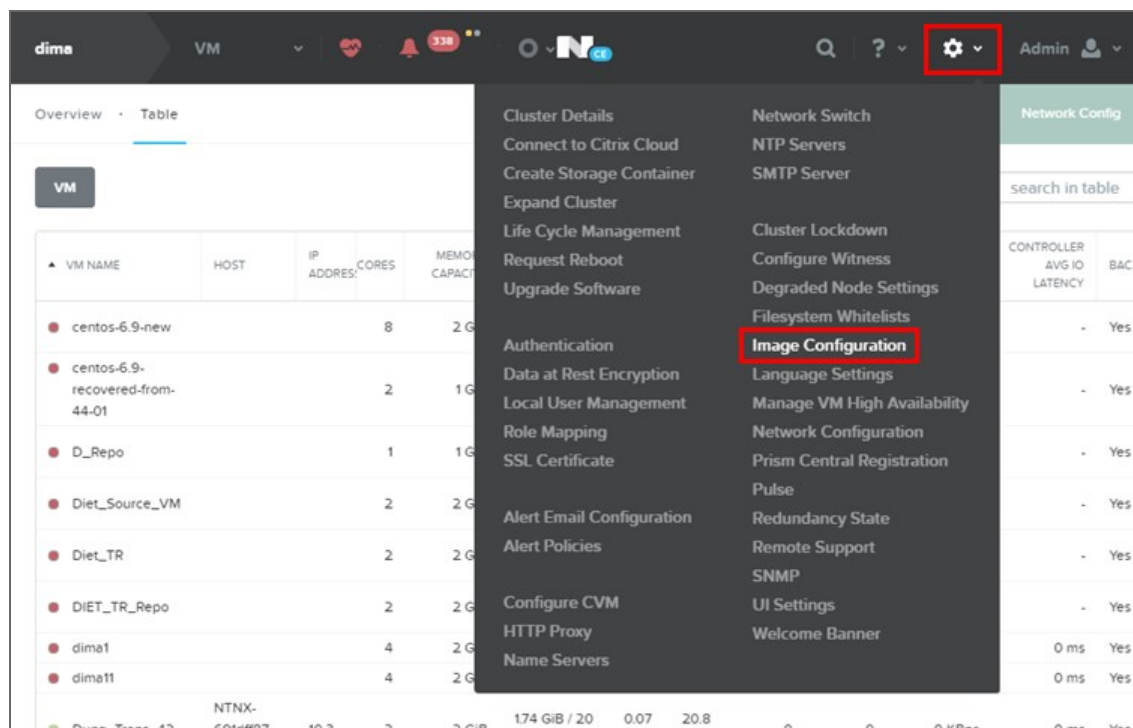 dima VM 338 N CE ? Admin
Overview · Table
Network Config
VM
search in table
VM NAME HOST IP ADDRES CORES MEMO CAPACI CONTROLLER AVG IO LATENCY BAC
centos-6.9-new 8 2 G - Yes
centos-6.9-recovered-from-44-01 2 1 G - Yes
D_Repo 1 1 G - Yes
Diet_Source_VM 2 2 G - Yes
Diet_TR 2 2 G - Yes
DIET_TR_Repo 2 2 G - Yes
dima1 4 2 G 0 ms Yes
dima11 4 2 G 0 ms Yes
NTNX-
1.74 GiB / 20 0.07 20.8
Cluster Details
Connect to Citrix Cloud
Create Storage Container
Expand Cluster
Life Cycle Management
Request Reboot
Upgrade Software
Authentication
Data at Rest Encryption
Local User Management
Role Mapping
SSL Certificate
Alert Email Configuration
Alert Policies
Configure CVM
HTTP Proxy
Name Servers
Network Switch
NTP Servers
SMTP Server
Cluster Lockdown
Configure Witness
Degraded Node Settings
Filesystem Whitelists
Image Configuration
Language Settings
Manage VM High Availability
Network Configuration
Prism Central Registration
Pulse
Redundancy State
Remote Support
SNMP
UI Settings
Welcome Banner